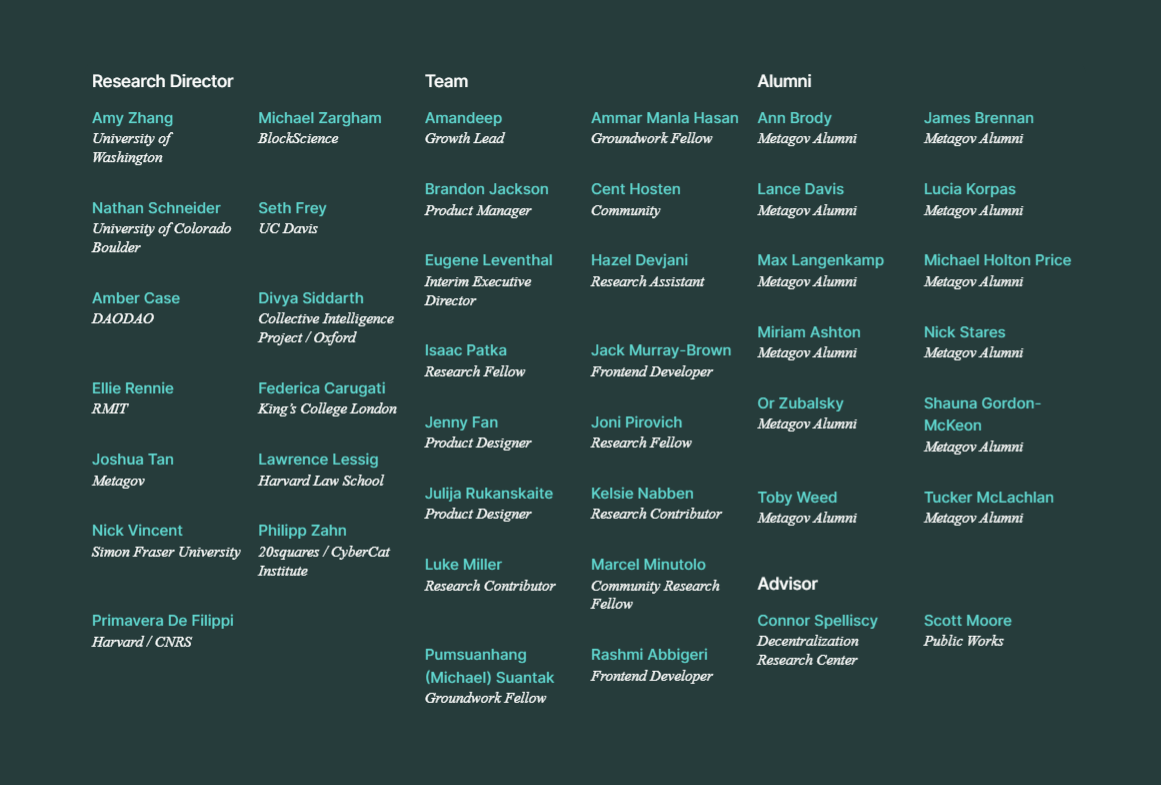 Research Director
Amy Zhang
University of
Washington
Michael Zargham
BlockScience
Nathan Schneider
University of Colorado
Boulder
Seth Frey
UC Davis
Amber Case
DAODAO
Divya Siddarth
Collective Intelligence
Project / Oxford
Ellie Rennie
RMIT
Federica Carugati
King's College London
Joshua Tan
Metagov
Lawrence Lessig
Harvard Law School
Nick Vincent
Simon Fraser University
Philipp Zahn
20squares / CyberCat
Institute
Primavera De Filippi
Harvard / CNRS
Team
Amandeep
Growth Lead
Ammar Manla Hasan
Groundwork Fellow
Brandon Jackson
Product Manager
Cent Hosten
Community
Eugene Leventhal
Interim Executive
Director
Hazel Devjani
Research Assistant
Isaac Patka
Research Fellow
Jack Murray-Brown
Frontend Developer
Jenny Fan
Product Designer
Joni Pirovich
Research Fellow
Julija Rukanskaite
Product Designer
Kelsie Nabben
Research Contributor
Luke Miller
Research Contributor
Marcel Minutolo
Community Research
Fellow
Pumsuanhang
(Michael) Suantak
Groundwork Fellow
Rashmi Abbigeri
Frontend Developer
Alumni
Ann Brody
Metagov Alumni
James Brennan
Metagov Alumni
Lance Davis
Metagov Alumni
Lucia Korpas
Metagov Alumni
Max Langenkamp
Metagov Alumni
Michael Holton Price
Metagov Alumni
Miriam Ashton
Metagov Alumni
Nick Stares
Metagov Alumni
Or Zubalsky
Metagov Alumni
Shauna Gordon-
McKeon
Metagov Alumni
Toby Weed
Metagov Alumni
Tucker McLachlan
Metagov Alumni
Advisor
Connor Spelliscy
Decentralization
Research Center
Scott Moore
Public Works